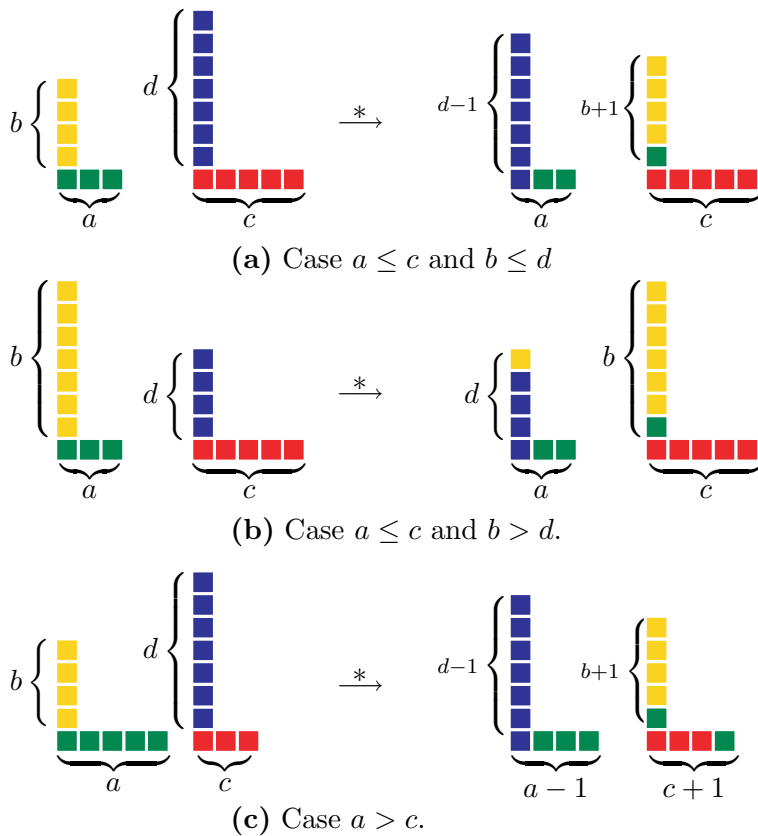 b d * d−1 b+1
a c a c
(a) Case a ≤ c and b ≤ d
b d * d b
a c a c
(b) Case a ≤ c and b > d.
b d * d−1 b+1
a c a − 1 c + 1
(c) Case a > c.